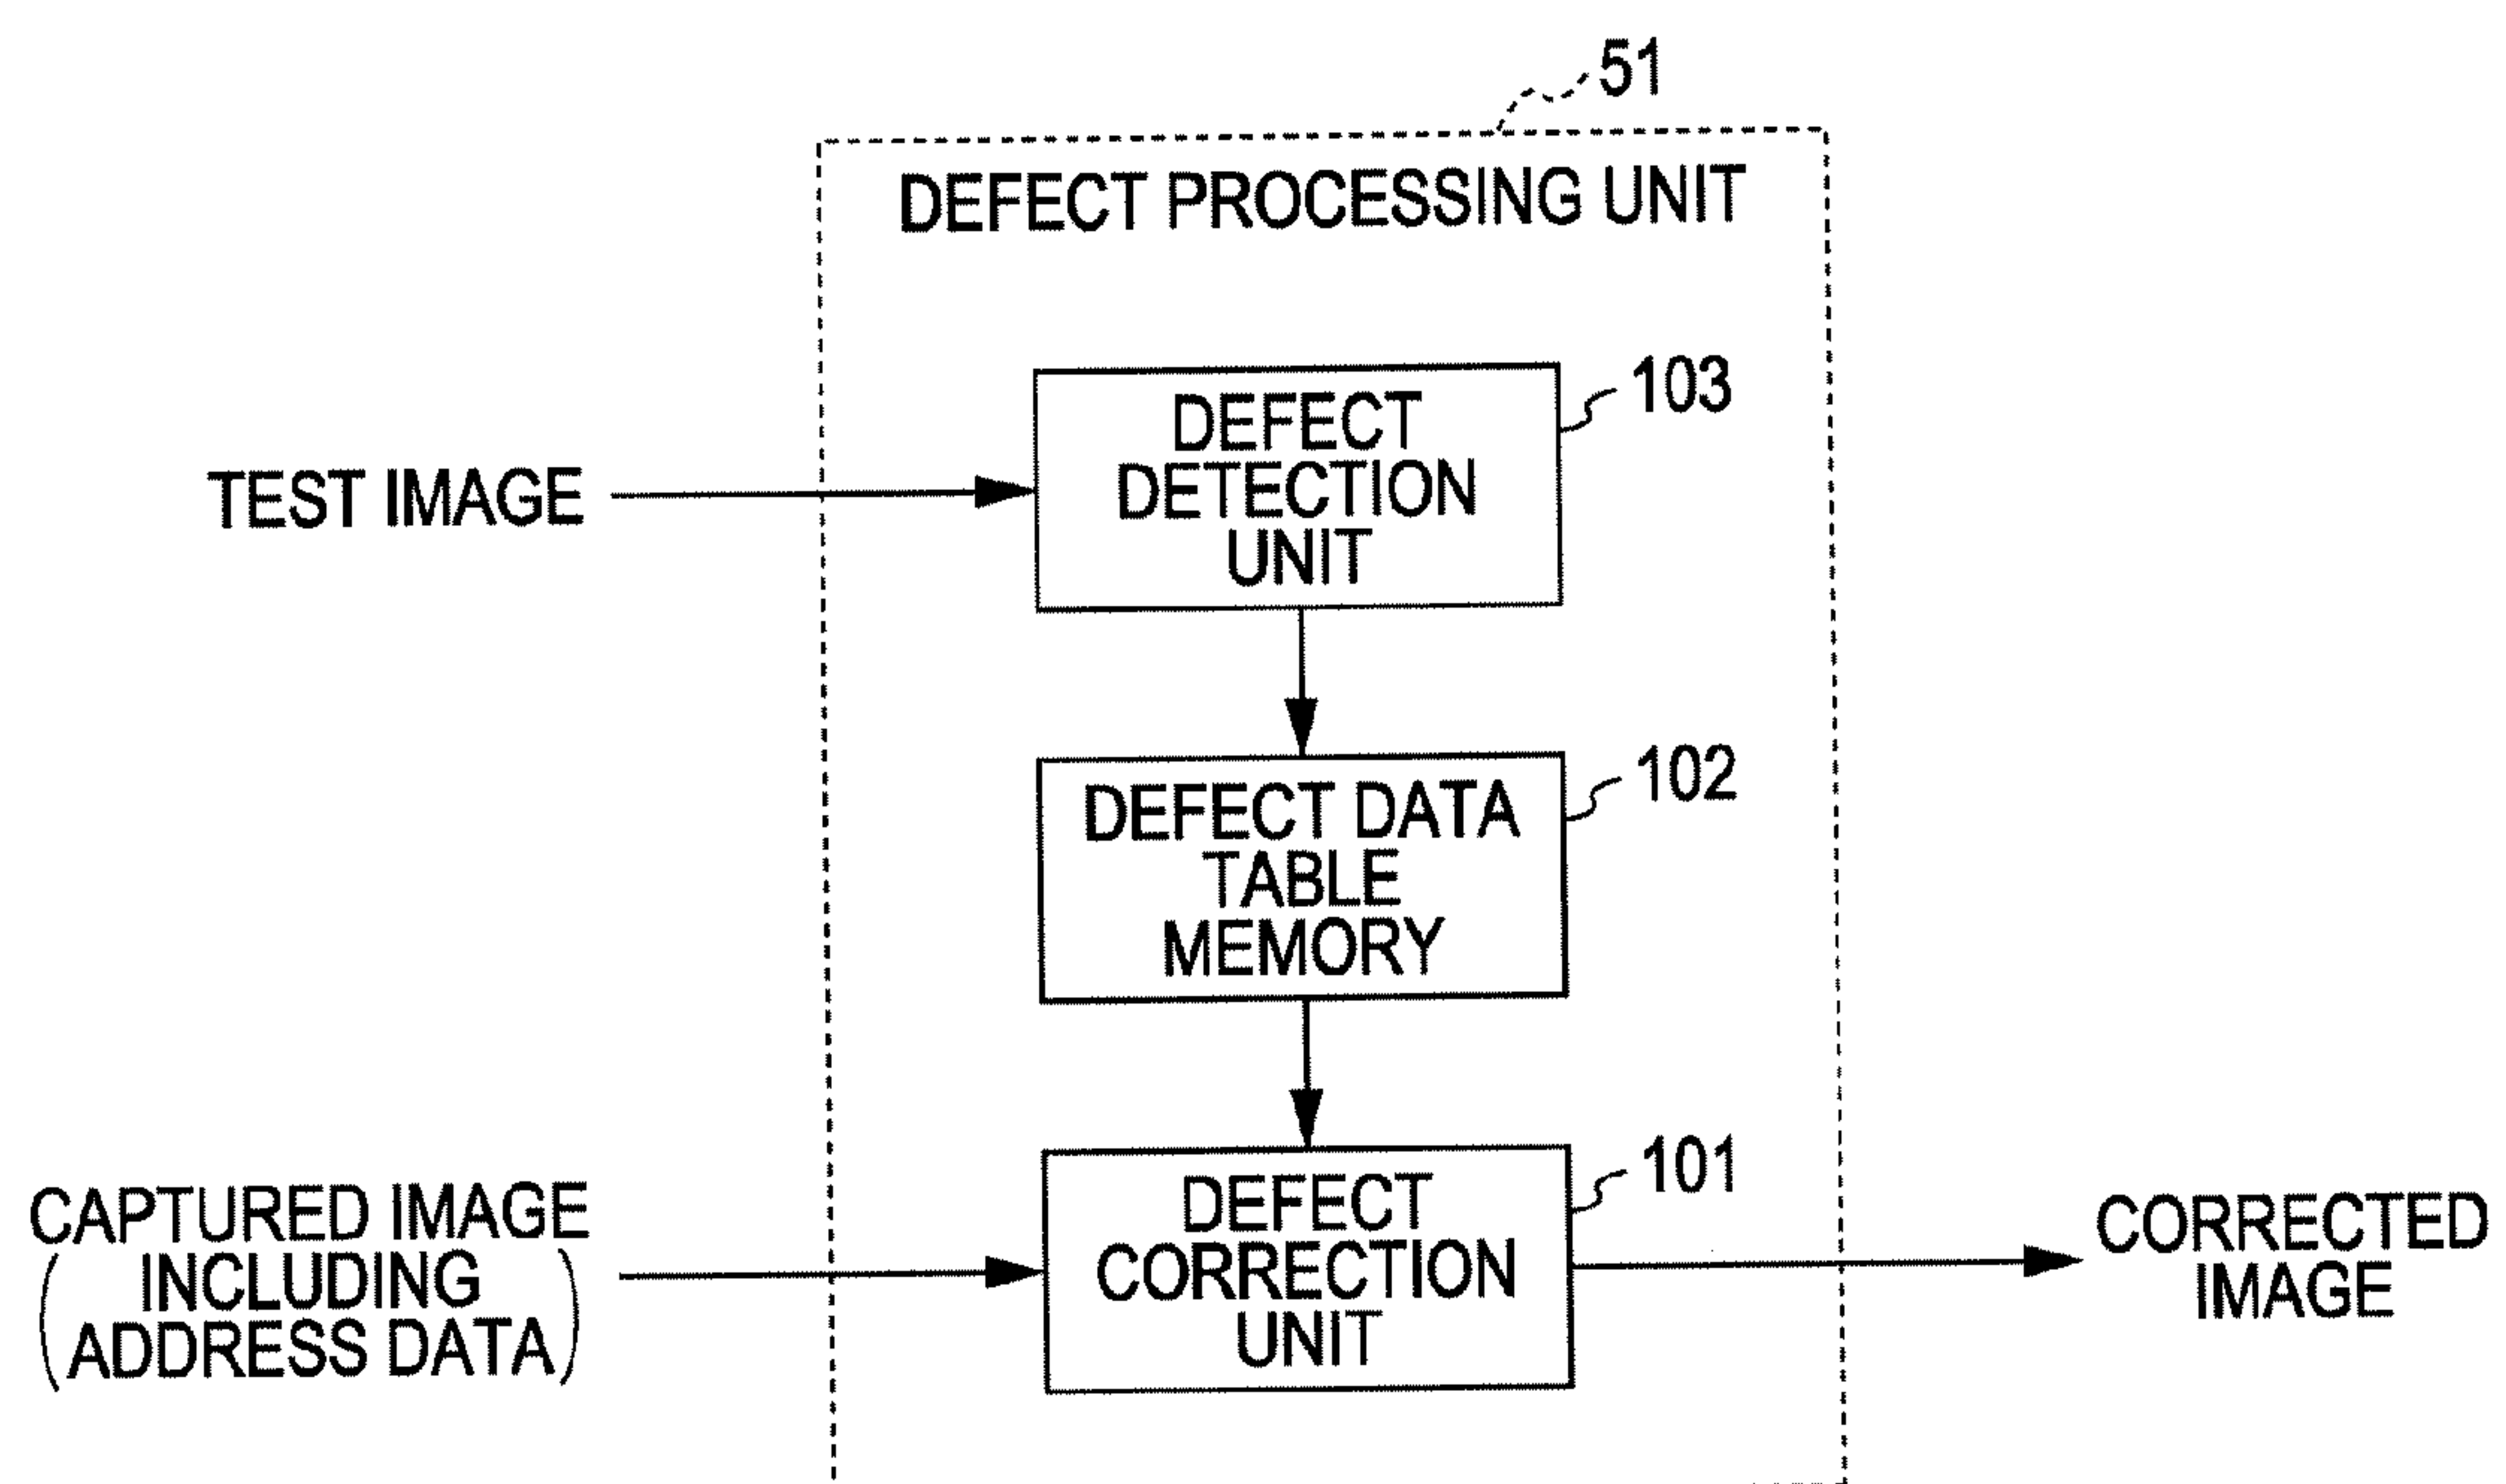 51
DEFECT PROCESSING UNIT
103
DEFECT
DETECTION
UNIT
TEST IMAGE
102
DEFECT DATA
TABLE
MEMORY
101
DEFECT
CORRECTION
UNIT
CAPTURED IMAGE
(INCLUDING
ADDRESS DATA)
CORRECTED
IMAGE